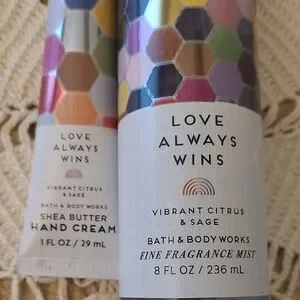 LOVE
ALWAYS
WINS
VIBRANT CITRUS
& SAGE
BATH & BODY WORKS
SHEA BUTTER
HAND CREAM
1 FL OZ / 29 mL
LOVE
ALWAYS
WINS
VIBRANT CITRUS
& SAGE
BATH & BODY WORKS
FINE FRAGRANCE MIST
8 FL OZ / 236 mL